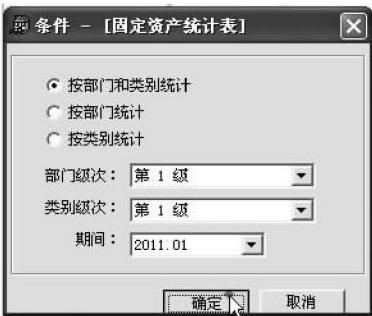 条件 - [固定资产统计表]
按部门和类别统计
按部门统计
按类别统计
部门级次： 第 1 级
类别级次： 第 1 级
期间： 2011.01
确定 取消